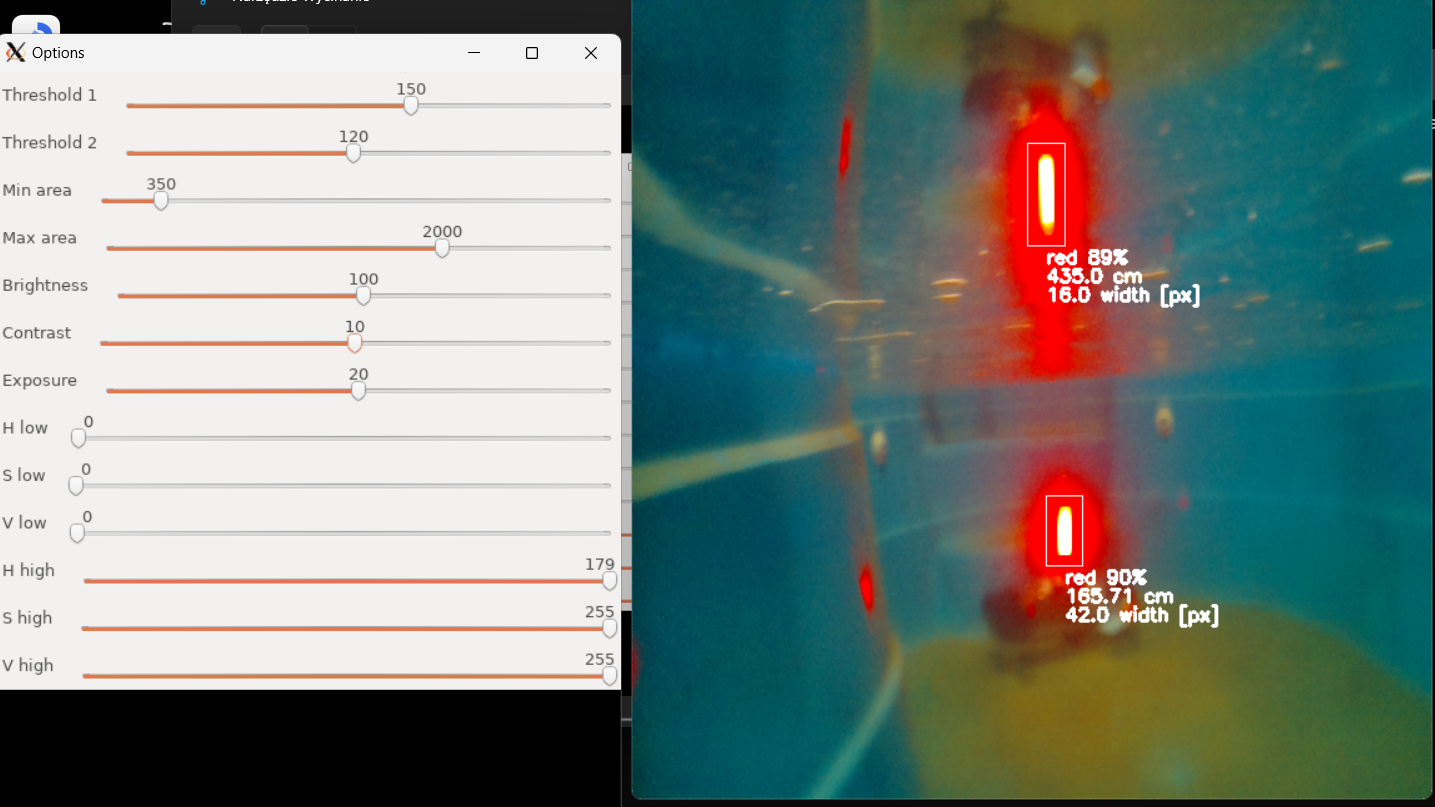 Options
Threshold 1
150
Threshold 2
120
Min area
350
Max area
2000
Brightness
100
Contrast
10
Exposure
20
H low
0
S low
0
V low
0
H high
179
S high
255
V high
255
red 89%
435.0 cm
16.0 width [px]
red 90%
165.71 cm
42.0 width [px]